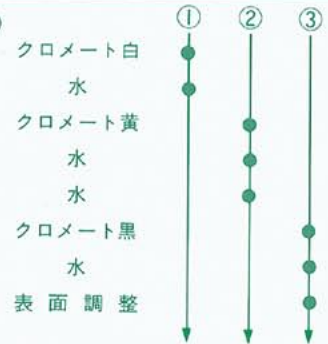 ① ② ③
クロメート白
水
クロメート黄
水
水
クロメート黒
水
表面調整